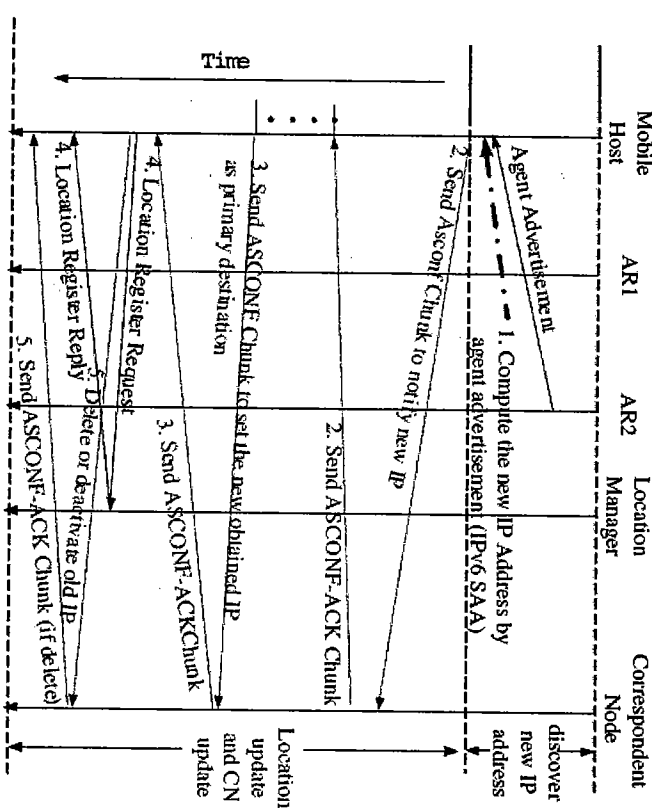 Mobile
Host
AR1
AR2
Location
Manager
Correspondent
Node
Agent Advertisement
1. Compute the new IP Address by
agent advertisement (IPv6 SAA)
discover
new IP
address
Time
2. Send Asconf Chunk to notify new IP
2. Send ASCONF-ACK Chunk
3. Send ASCONF Chunk to set the new obtained IP
as primary destination
3. Send ASCONF-ACKChunk
4. Location Register Request
4. Location Register Reply
5. Delete or deactivate old IP
5. Send ASCONF-ACK Chunk (if delete)
Location
update
and CN
update